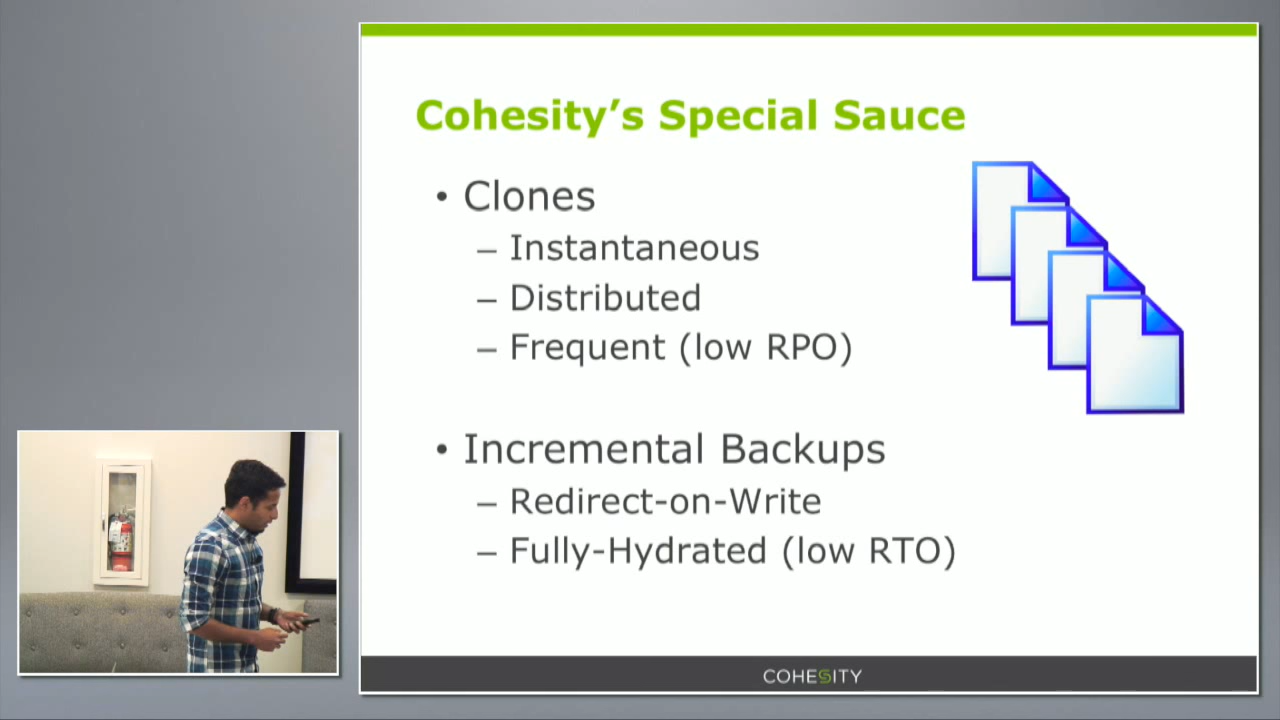 Cohesity’s Special Sauce
• Clones
– Instantaneous
– Distributed
– Frequent (low RPO)
• Incremental Backups
– Redirect-on-Write
– Fully-Hydrated (low RTO)
COHESITY